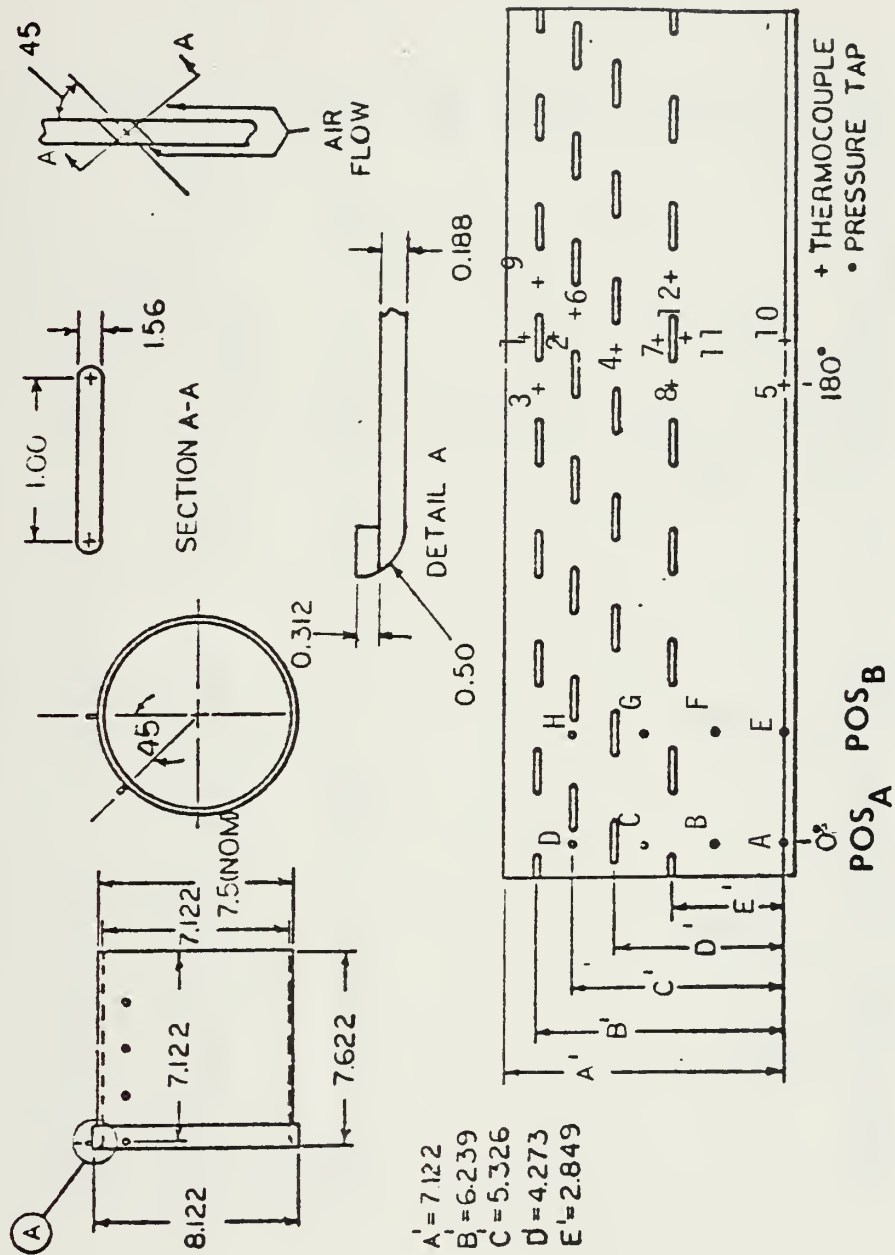 A
8.122
7.122
7.622
7.122
7.5(NOM)
45
1.00
1.56
SECTION A-A
45
A
A
AIR
FLOW
0.312
0.50
0.188
DETAIL A
A' = 7.122
B' = 6.239
C' = 5.326
D' = 4.273
E' = 2.849
A'
B'
C'
D'
E'
D
H
C
G
B
F
A
E
0°
POS A
POS B
1
2
3
4
5
6
7
8
9
10
11
12
180°
+ THERMOCOUPLE
• PRESSURE TAP